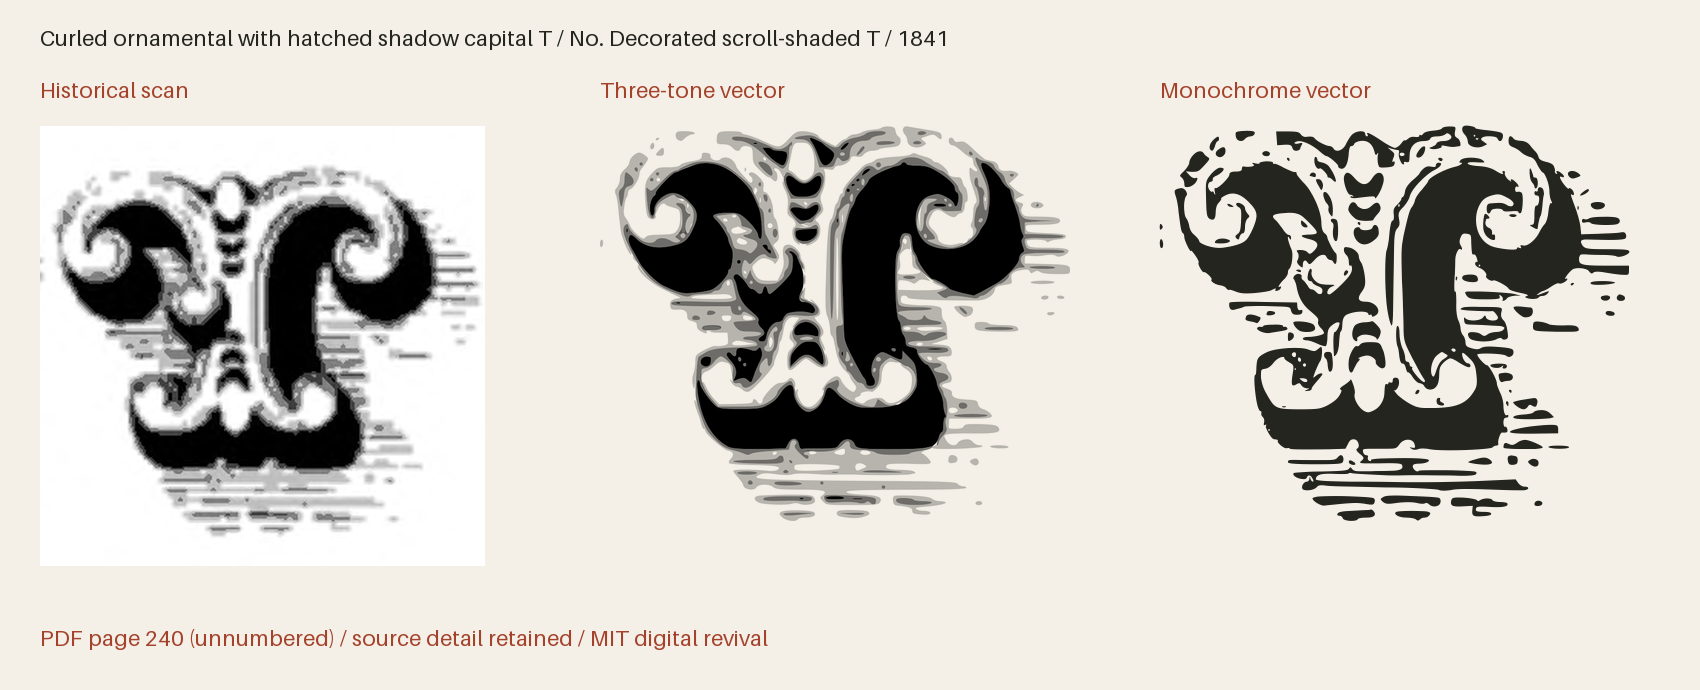 Curled ornamental with hatched shadow capital T / No. Decorated scroll-shaded T / 1841
Historical scan
Three-tone vector
Monochrome vector
T
T
T
PDF page 240 (unnumbered) / source detail retained / MIT digital revival